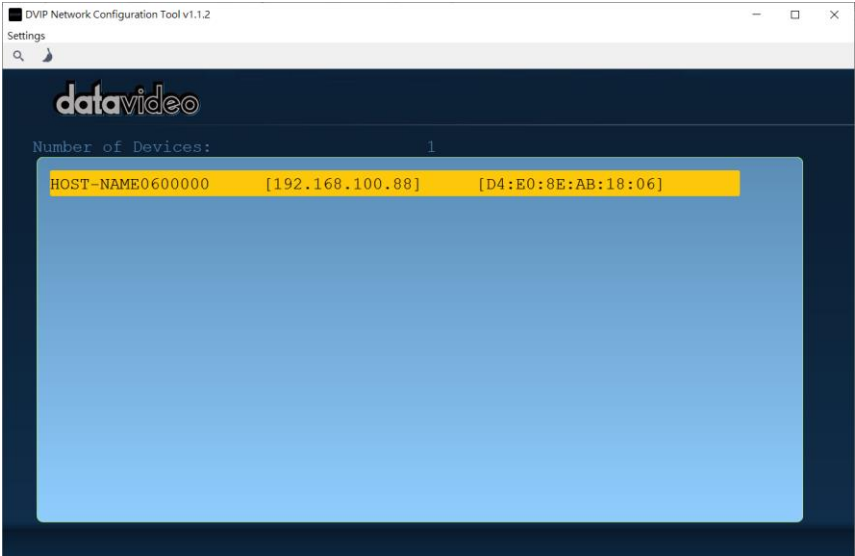 DVIP Network Configuration Tool v1.1.2
Settings
datavideo
Number of Devices: 1
HOST-NAME0600000 [192.168.100.88] [D4:E0:8E:AB:18:06]